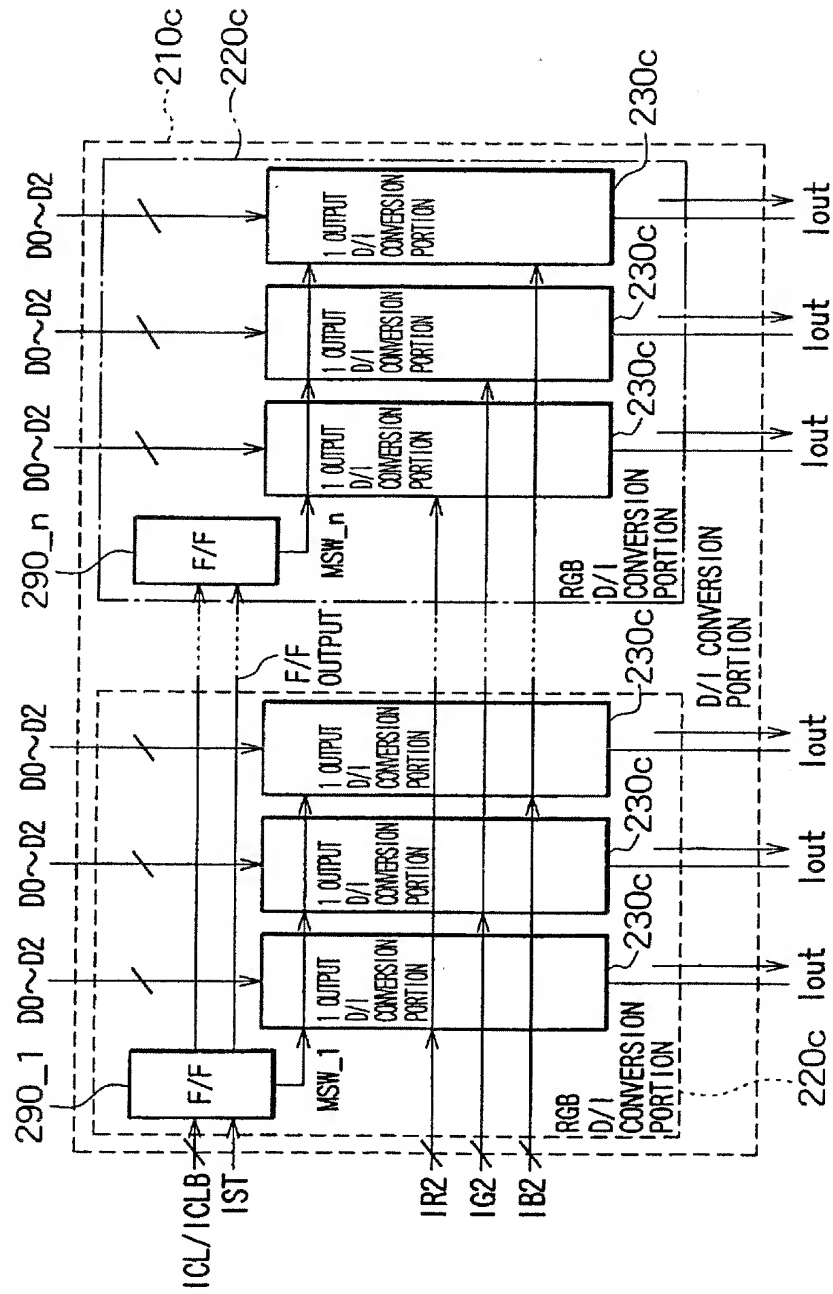 290_1
D0~D2
D0~D2
D0~D2
290_n
D0~D2
D0~D2
D0~D2
210c
220c
ICL/ICLB
IST
F/F
F/F
F/F OUTPUT
MSW_1
MSW_n
1 OUTPUT
D/I
CONVERSION
PORTION
1 OUTPUT
D/I
CONVERSION
PORTION
1 OUTPUT
D/I
CONVERSION
PORTION
1 OUTPUT
D/I
CONVERSION
PORTION
1 OUTPUT
D/I
CONVERSION
PORTION
1 OUTPUT
D/I
CONVERSION
PORTION
IR2
IG2
IB2
RGB
D/I
CONVERSION
PORTION
230c
230c
230c
RGB
D/I
CONVERSION
PORTION
230c
230c
230c
D/I CONVERSION
PORTION
220c
Iout
Iout
Iout
Iout
Iout
Iout